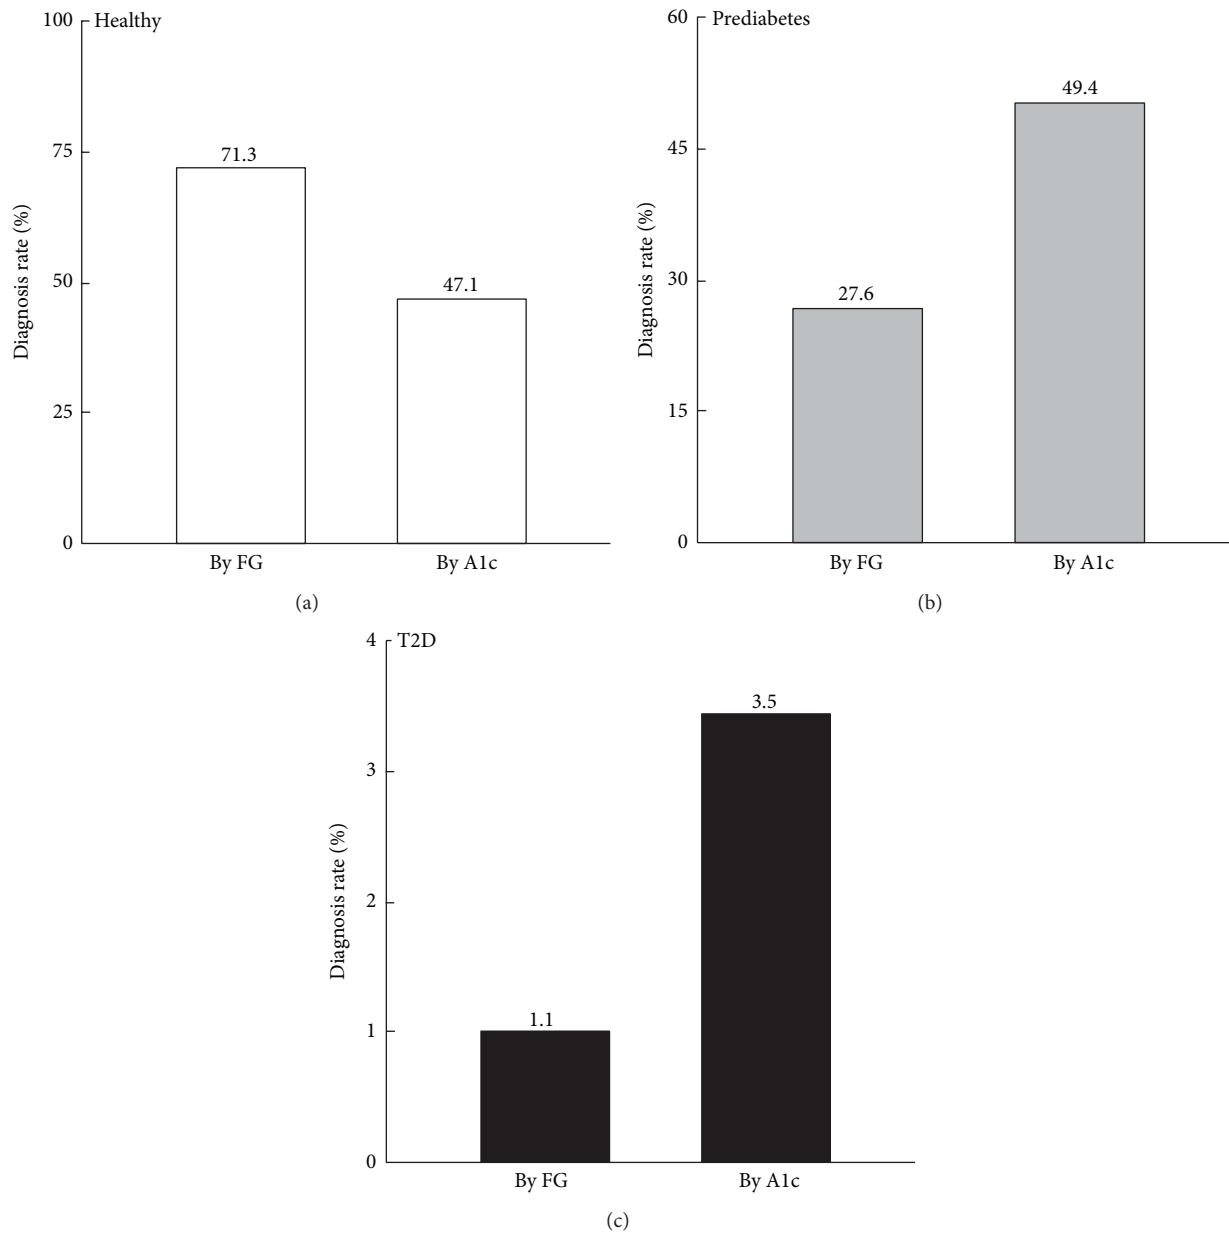 Healthy
100
75
50
25
0
Diagnosis rate (%)
71.3
47.1
By FG
By A1c
(a)
Prediabetes
60
45
30
15
0
Diagnosis rate (%)
27.6
49.4
By FG
By A1c
(b)
T2D
4
3
2
1
0
Diagnosis rate (%)
1.1
3.5
By FG
By A1c
(c)